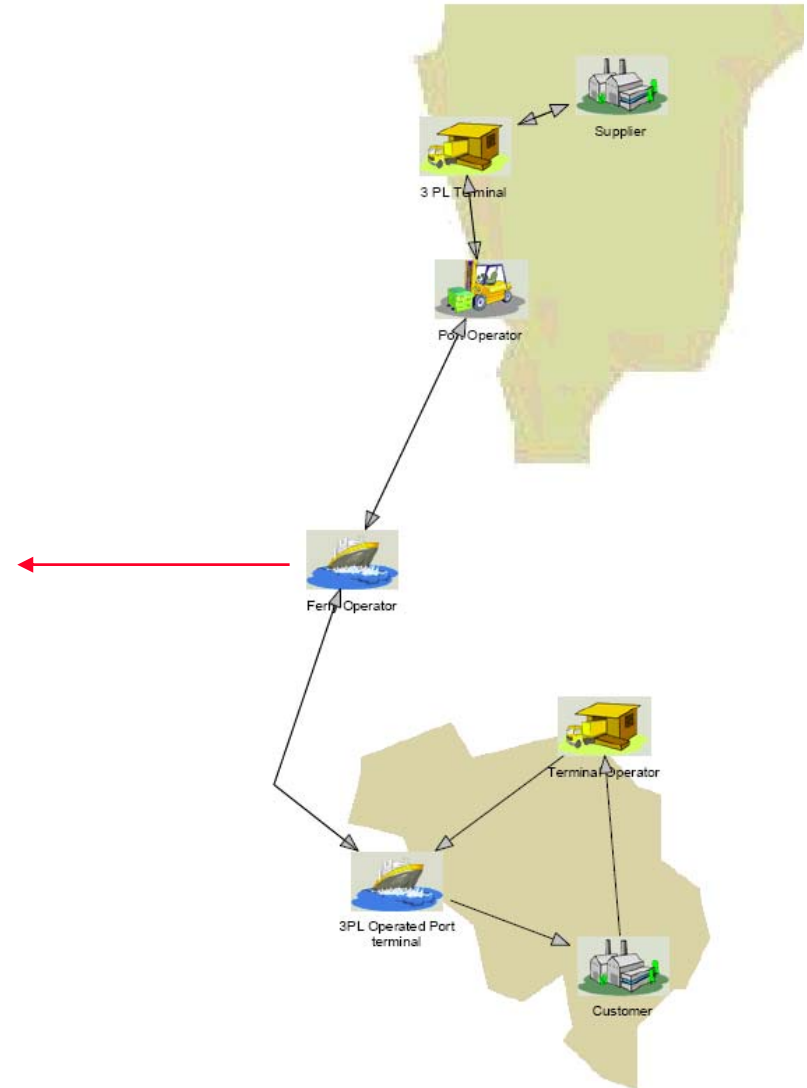 Supplier
3 PL Terminal
Port Operator
Ferry Operator
Terminal Operator
3PL Operated Port
terminal
Customer